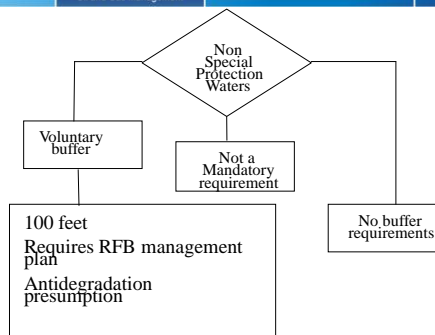 Non
Special
Protection
Waters
Voluntary
buffer
Not a
Mandatory
requirement
No buffer
requirements
100 feet
Requires RFB management
plan
Antidegradation
presumption